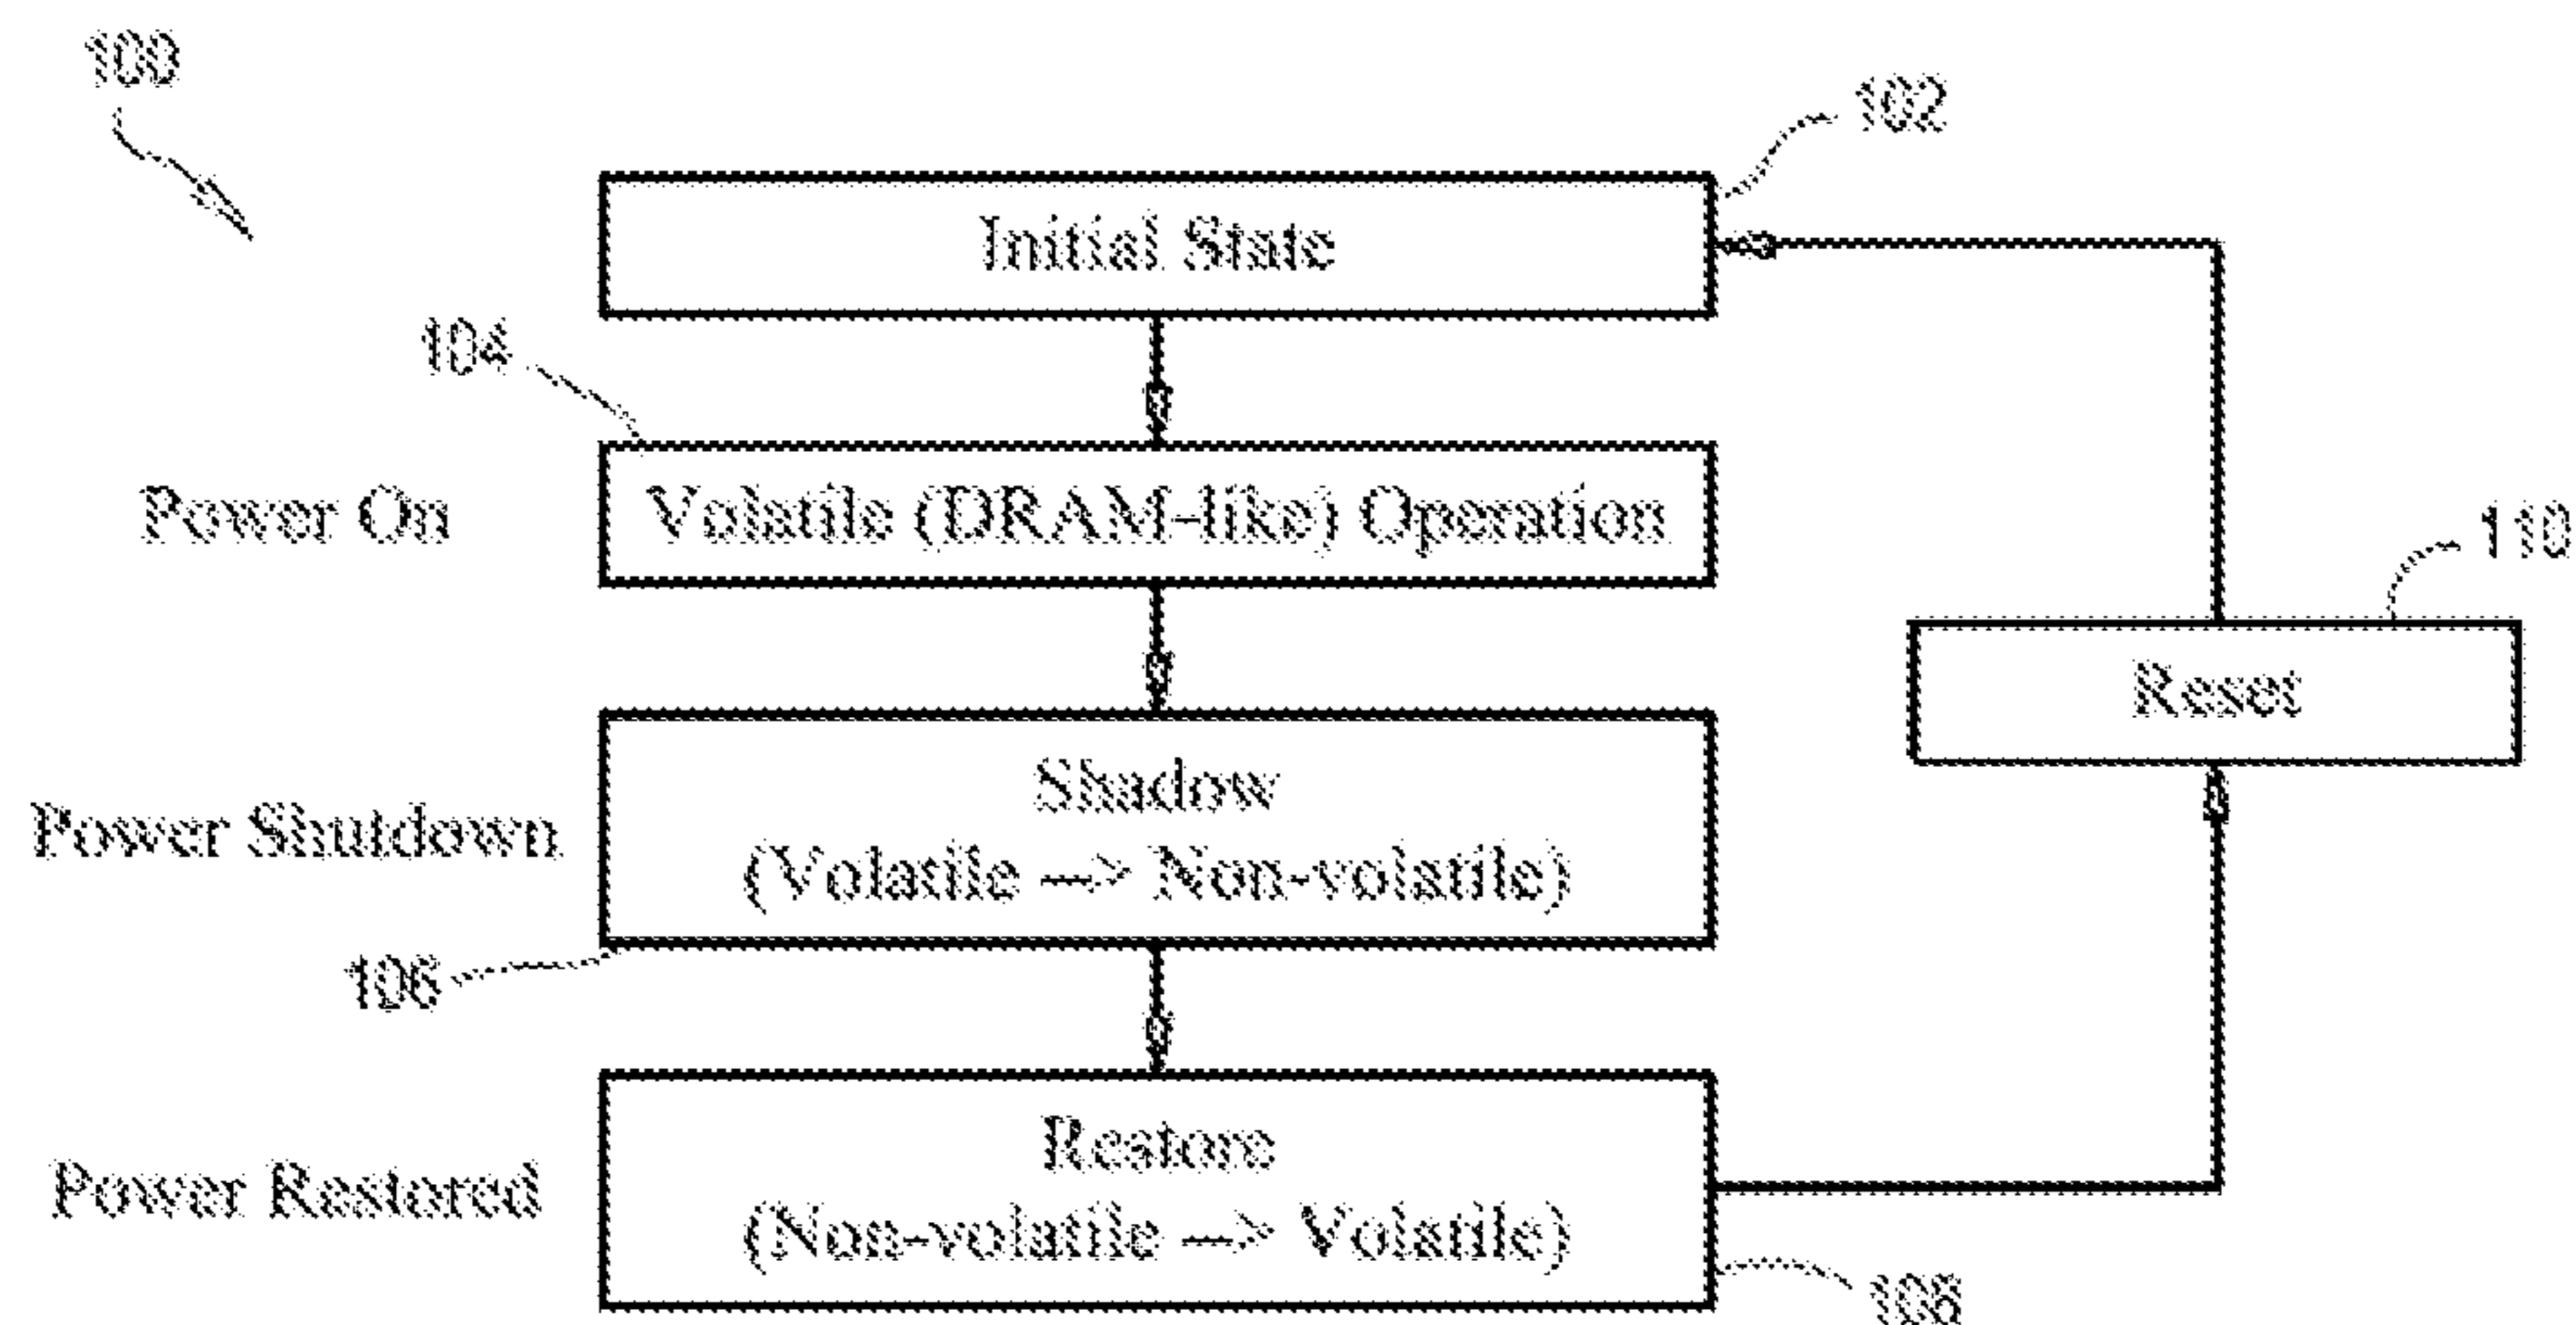 100
102
Initial State
104
Power On
Volatile (DRAM-like) Operation
110
Reset
Power Shutdown
Shadow
(Volatile --> Non-volatile)
106
Power Restored
Restore
(Non-volatile --> Volatile)
108